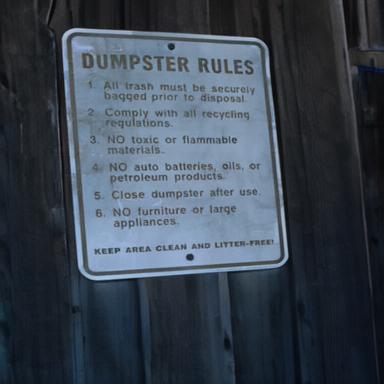 DUMPSTER RULES
1. All trash must be securely
bagged prior to disposal.
2. Comply with all recycling
regulations.
3. NO toxic or flammable
materials.
4. NO auto batteries, oils, or
petroleum products.
5. Close dumpster after use.
6. NO furniture or large
appliances.
KEEP AREA CLEAN AND LITTER-FREE!